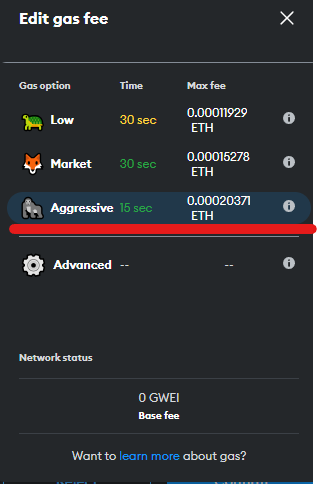 Edit gas fee
Gas option Time Max fee
Low 30 sec 0.00011929 ETH
Market 30 sec 0.00015278 ETH
Aggressive 15 sec 0.00020371 ETH
Advanced -- --
Network status
0 GWEI
Base fee
Want to learn more about gas?